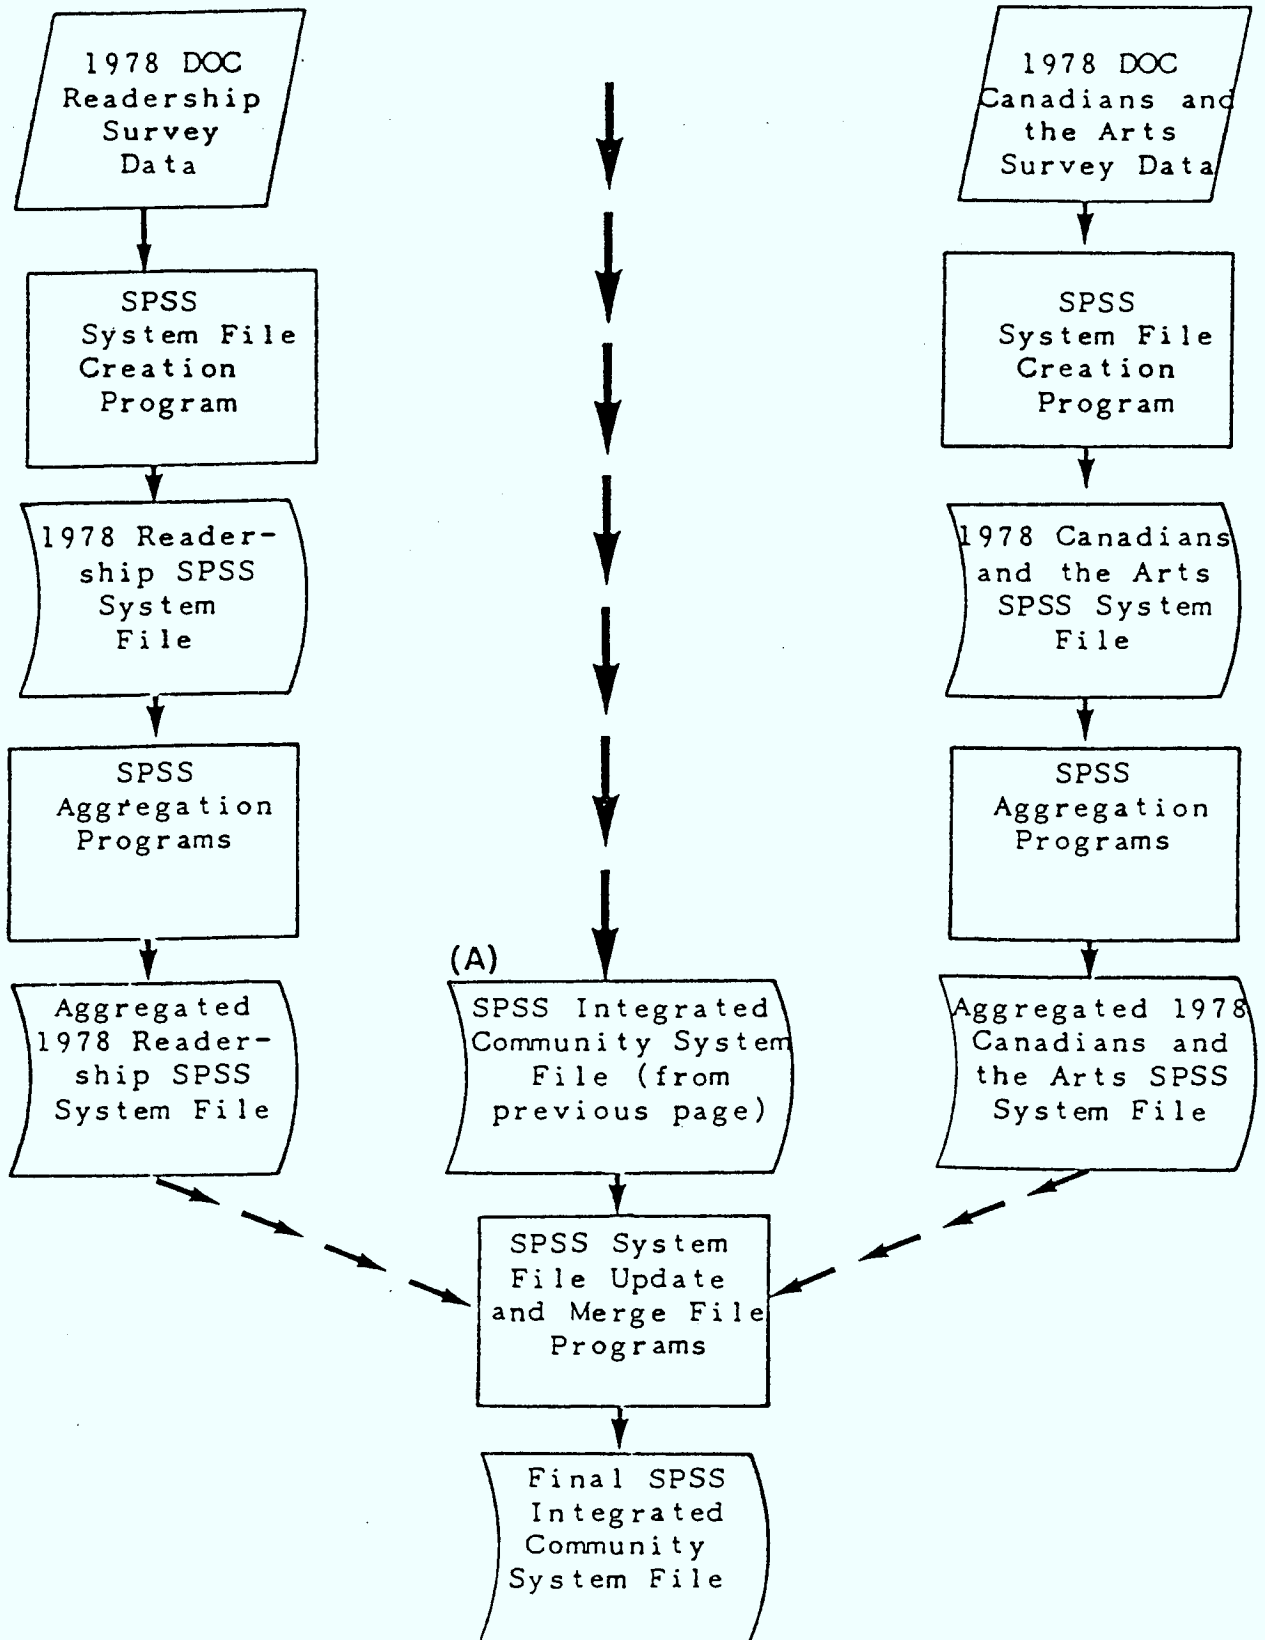 1978 DOC
Readership
Survey
Data
SPSS
System File
Creation
Program
1978 Reader-
ship SPSS
System
File
SPSS
Aggregation
Programs
Aggregated
1978 Reader-
ship SPSS
System File
1978 DOC
Canadians and
the Arts
Survey Data
SPSS
System File
Creation
Program
1978 Canadians
and the Arts
SPSS System
File
SPSS
Aggregation
Programs
Aggregated 1978
Canadians and
the Arts SPSS
System File
(A)
SPSS Integrated
Community System
File (from
previous page)
SPSS System
File Update
and Merge File
Programs
Final SPSS
Integrated
Community
System File